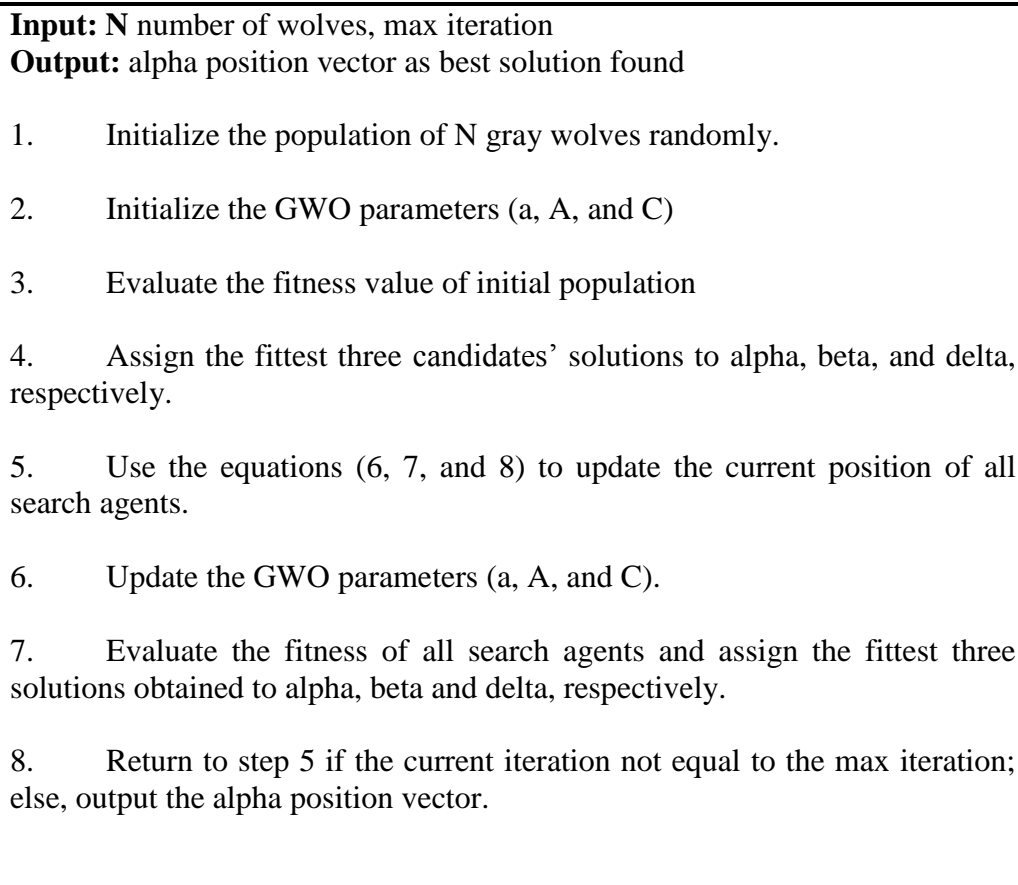 Input: N number of wolves, max iteration
Output: alpha position vector as best solution found
1. Initialize the population of N gray wolves randomly.
2. Initialize the GWO parameters (a, A, and C)
3. Evaluate the fitness value of initial population
4. Assign the fittest three candidates’ solutions to alpha, beta, and delta,
respectively.
5. Use the equations (6, 7, and 8) to update the current position of all
search agents.
6. Update the GWO parameters (a, A, and C).
7. Evaluate the fitness of all search agents and assign the fittest three
solutions obtained to alpha, beta and delta, respectively.
8. Return to step 5 if the current iteration not equal to the max iteration;
else, output the alpha position vector.